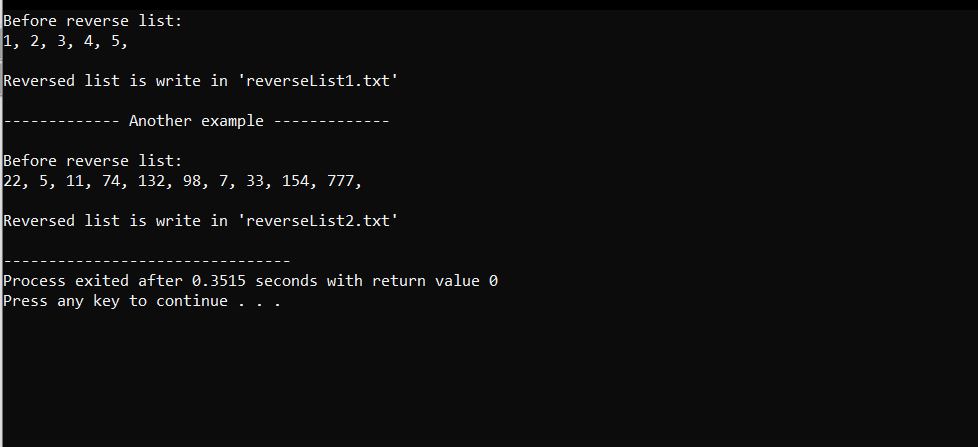 Before reverse list:
1, 2, 3, 4, 5,
Reversed list is write in 'reverseList1.txt'
------------- Another example -------------
Before reverse list:
22, 5, 11, 74, 132, 98, 7, 33, 154, 777,
Reversed list is write in 'reverseList2.txt'
--------------------------------
Process exited after 0.3515 seconds with return value 0
Press any key to continue . . .